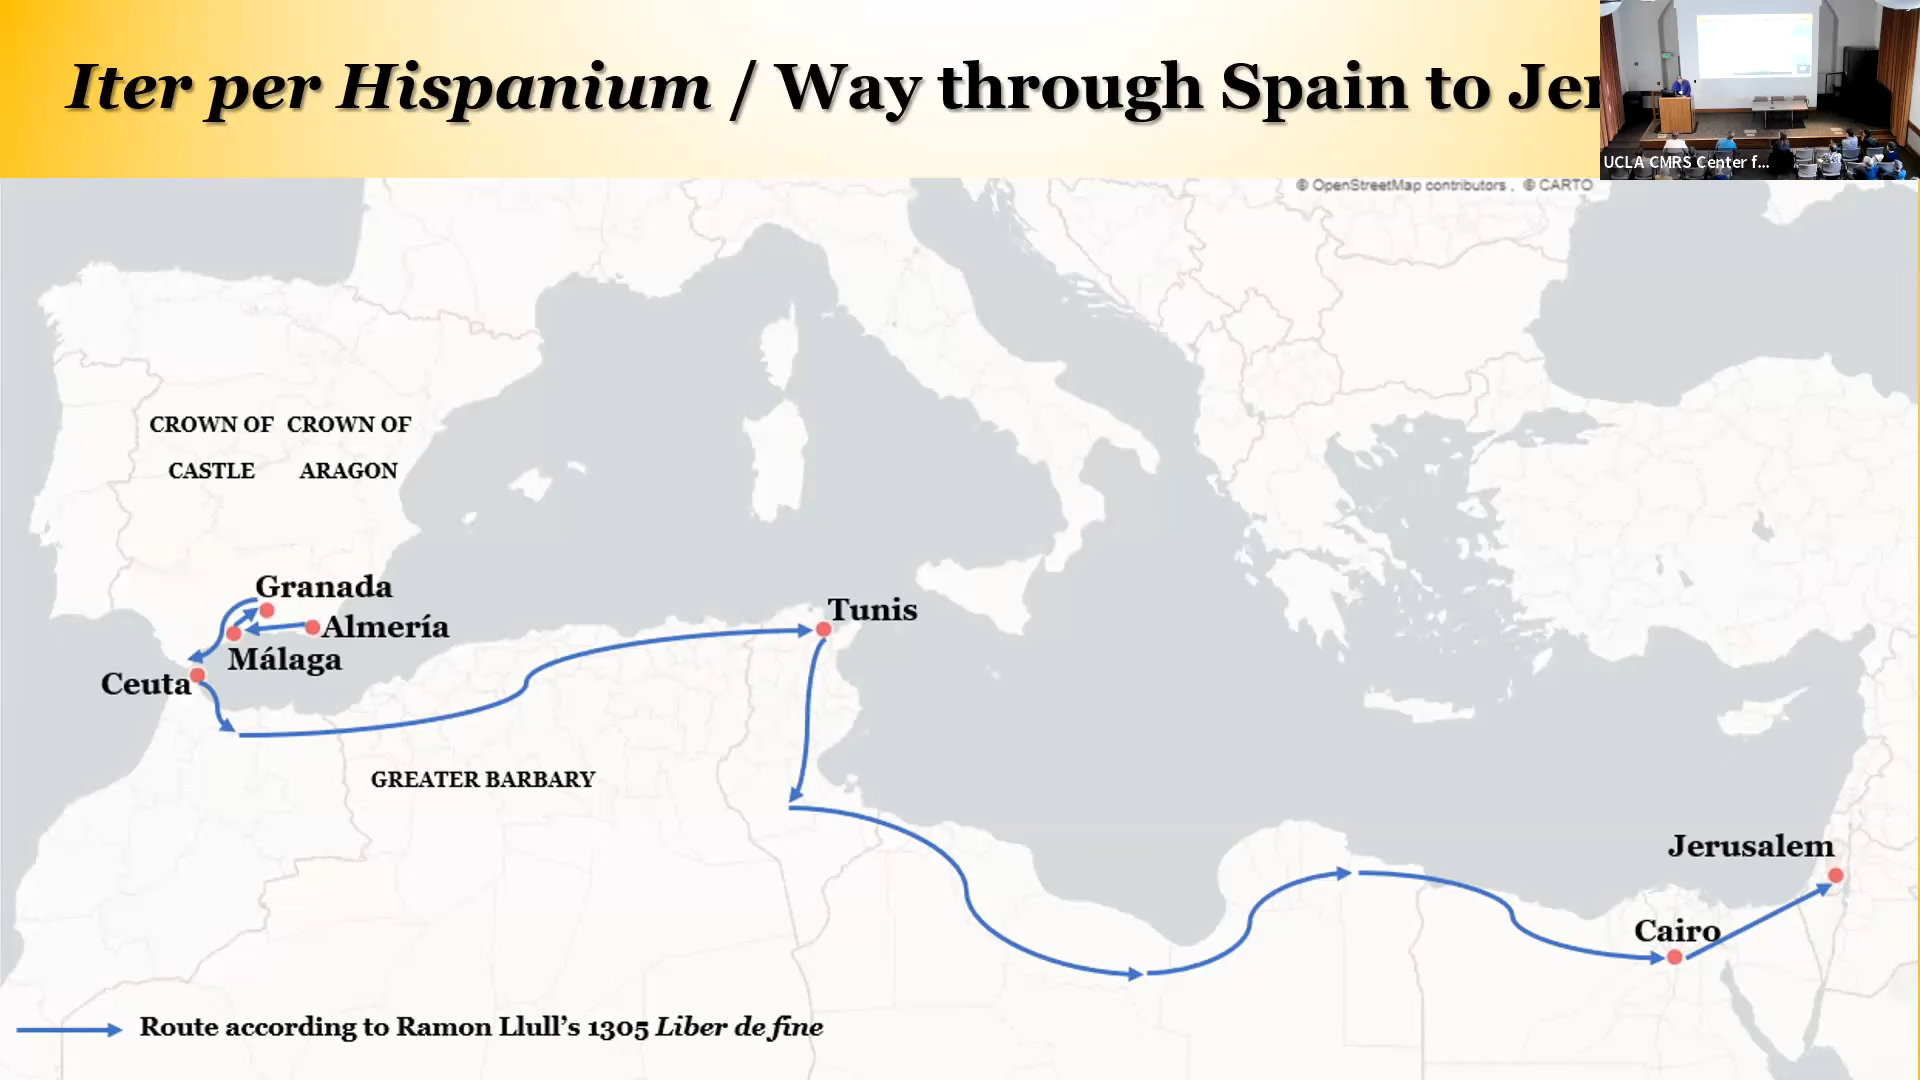 Iter per Hispanium / Way through Spain to Jer
UCLA CMRS Center f...
© OpenStreetMap contributors , © CARTO
CROWN OF CASTLE
CROWN OF ARAGON
Granada
Almería
Málaga
Ceuta
Tunis
GREATER BARBARY
Jerusalem
Cairo
Route according to Ramon Llull's 1305 Liber de fine